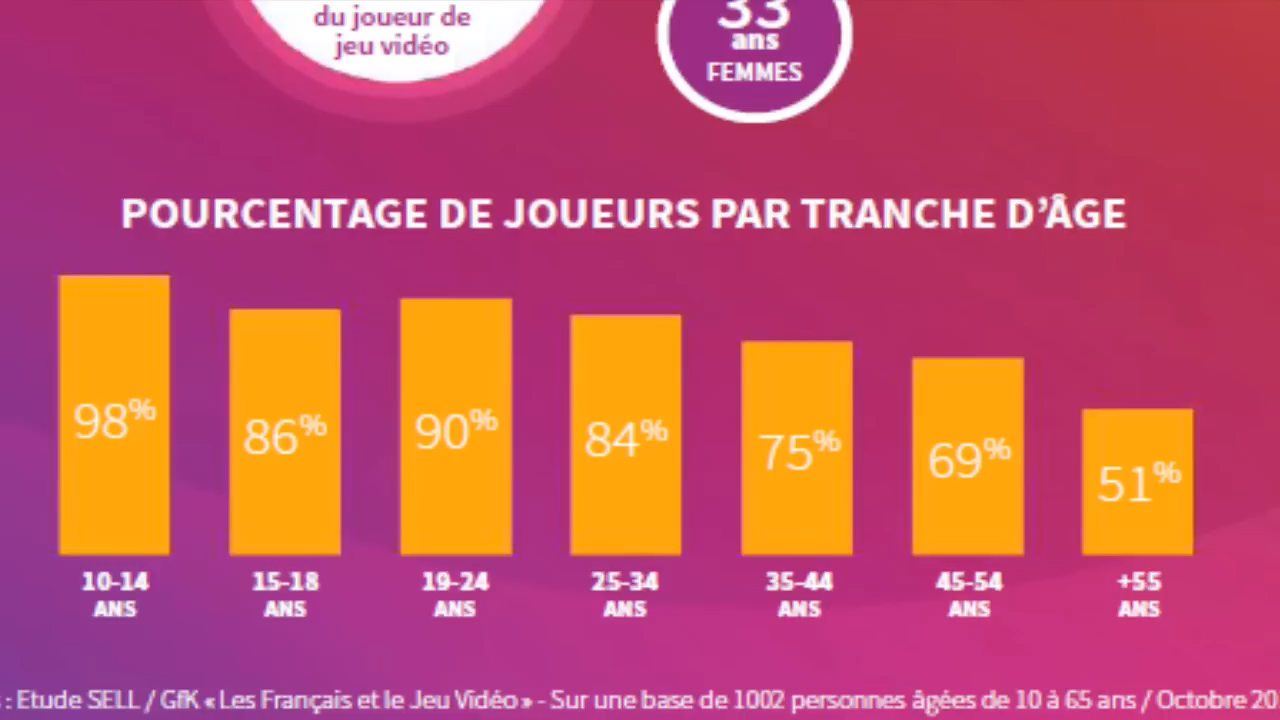 du joueur de
jeu vidéo
33
ans
FEMMES
POURCENTAGE DE JOUEURS PAR TRANCHE D’ÂGE
98% 86% 90% 84% 75% 69% 51%
10-14 15-18 19-24 25-34 35-44 45-54 +55
ANS ANS ANS ANS ANS ANS ANS
: Etude SELL / GfK « Les Français et le Jeu Vidéo » - Sur une base de 1002 personnes âgées de 10 à 65 ans / Octobre